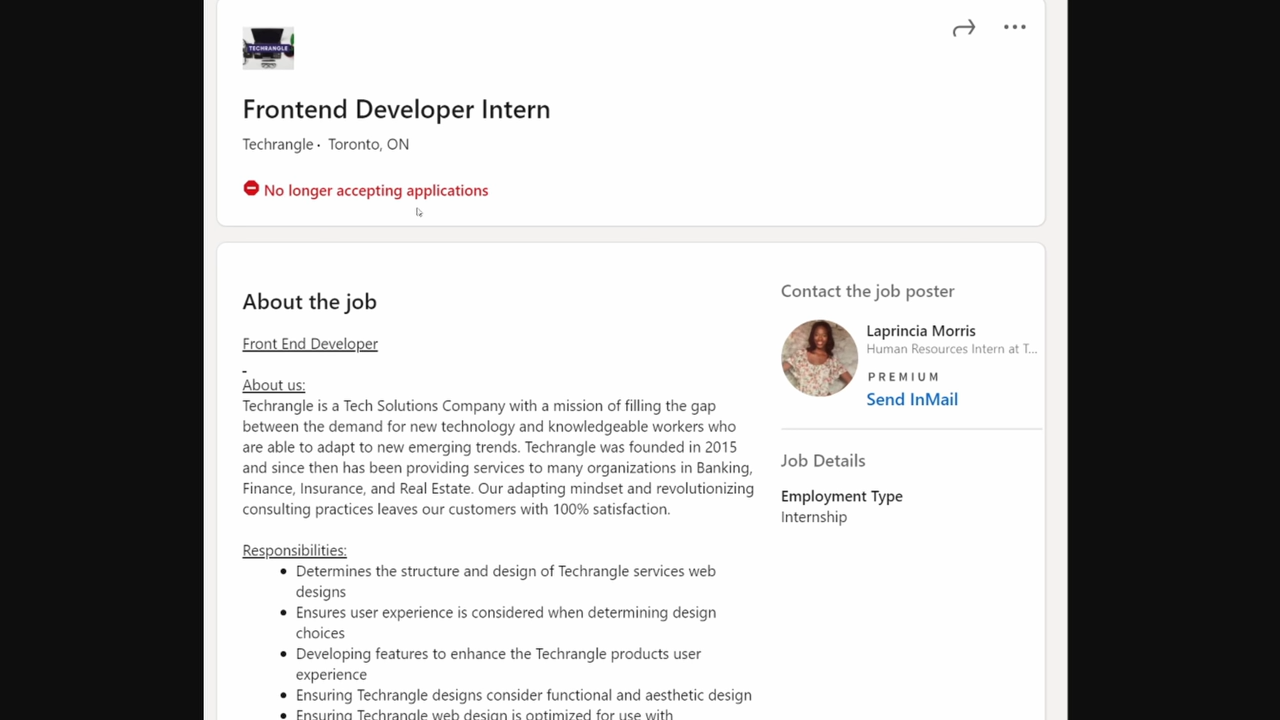 TECHRANGLE
Frontend Developer Intern
Techrangle · Toronto, ON
No longer accepting applications
About the job
Front End Developer
About us:
Techrangle is a Tech Solutions Company with a mission of filling the gap
between the demand for new technology and knowledgeable workers who
are able to adapt to new emerging trends. Techrangle was founded in 2015
and since then has been providing services to many organizations in Banking,
Finance, Insurance, and Real Estate. Our adapting mindset and revolutionizing
consulting practices leaves our customers with 100% satisfaction.
Responsibilities:
• Determines the structure and design of Techrangle services web
designs
• Ensures user experience is considered when determining design
choices
• Developing features to enhance the Techrangle products user
experience
• Ensuring Techrangle designs consider functional and aesthetic design
• Ensuring Techrangle web design is optimized for use with
Contact the job poster
Laprincia Morris
Human Resources Intern at T...
PREMIUM
Send InMail
Job Details
Employment Type
Internship